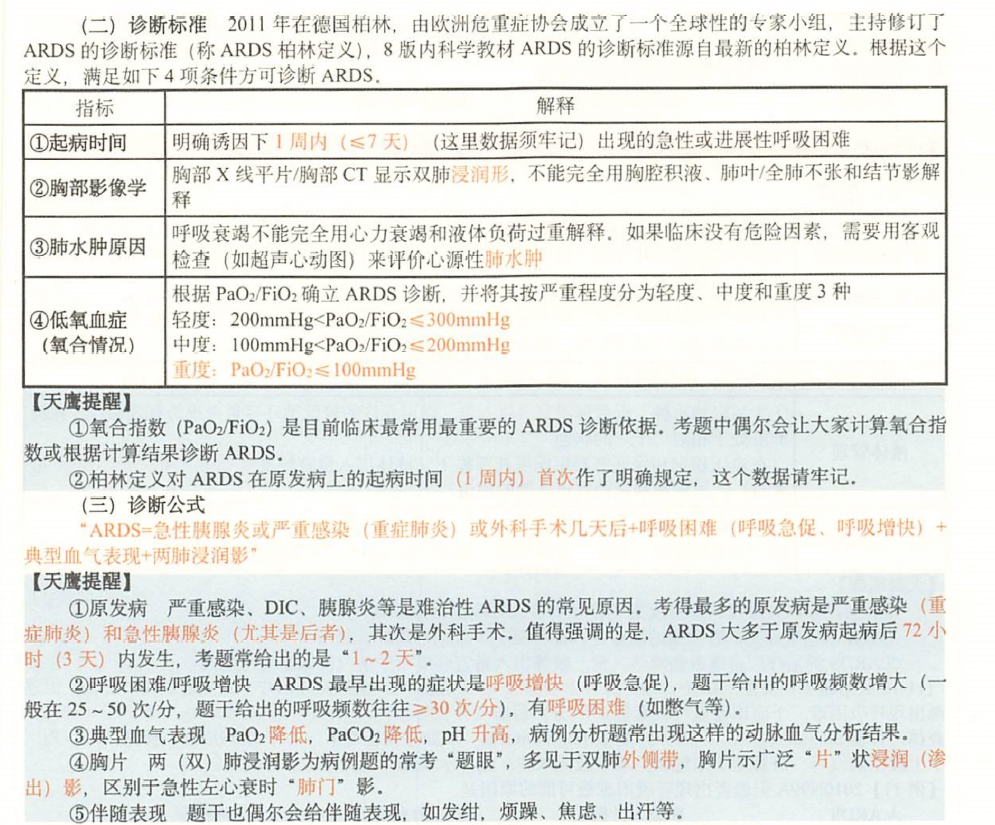 (二）诊断标准　2011 年在德国柏林，由欧洲危重症协会成立了一个全球性的专家小组，主持修订了
ARDS 的诊断标准（称 ARDS 柏林定义），8 版内科学教材 ARDS 的诊断标准源自最新的柏林定义。根据这个
定义，满足如下 4 项条件方可诊断 ARDS。
指标　解释
①起病时间　明确诱因下 1 周内（≤7 天）（这里数据须牢记）出现的急性或进展性呼吸困难
②胸部影像学　胸部 X 线平片/胸部 CT 显示双肺浸润形，不能完全用胸腔积液、肺叶/全肺不张和结节影解
释
③肺水肿原因　呼吸衰竭不能完全用心力衰竭和液体负荷过重解释。如果临床没有危险因素，需要用客观
检查（如超声心动图）来评价心源性肺水肿
④低氧血症
（氧合情况）
根据 PaO₂/FiO₂ 确立 ARDS 诊断，并将其按严重程度分为轻度、中度和重度 3 种
轻度：200mmHg<PaO₂/FiO₂≤300mmHg
中度：100mmHg<PaO₂/FiO₂≤200mmHg
重度：PaO₂/FiO₂≤100mmHg
【天鹰提醒】
①氧合指数（PaO₂/FiO₂）是目前临床最常用最重要的 ARDS 诊断依据。考题中偶尔会让大家计算氧合指
数或根据计算结果诊断 ARDS。
②柏林定义对 ARDS 在原发病上的起病时间（1 周内）首次作了明确规定，这个数据请牢记。
（三）诊断公式
“ARDS=急性胰腺炎或严重感染（重症肺炎）或外科手术几天后+呼吸困难（呼吸急促、呼吸增快）+
典型血气表现+两肺浸润影”
【天鹰提醒】
①原发病　严重感染、DIC、胰腺炎等是难治性 ARDS 的常见原因。考得最多的原发病是严重感染（重
症肺炎）和急性胰腺炎（尤其是后者），其次是外科手术。值得强调的是，ARDS 大多于原发病起病后 72 小
时（3 天）内发生，考题常给出的是“1～2 天”。
②呼吸困难/呼吸增快　ARDS 最早出现的症状是呼吸增快（呼吸急促），题干给出的呼吸频数增大（一
般在 25～50 次/分，题干给出的呼吸频数往往≥30 次/分），有呼吸困难（如憋气等）。
③典型血气表现　PaO₂降低，PaCO₂降低，pH 升高，病例分析题常出现这样的动脉血气分析结果。
④胸片　两（双）肺浸润影为病例题的常考“题眼”，多见于双肺外侧带，胸片示广泛“片”状浸润（渗
出）影，区别于急性左心衰时“肺门”影。
⑤伴随表现　题干也偶尔会给伴随表现，如发绀，烦躁、焦虑、出汗等。